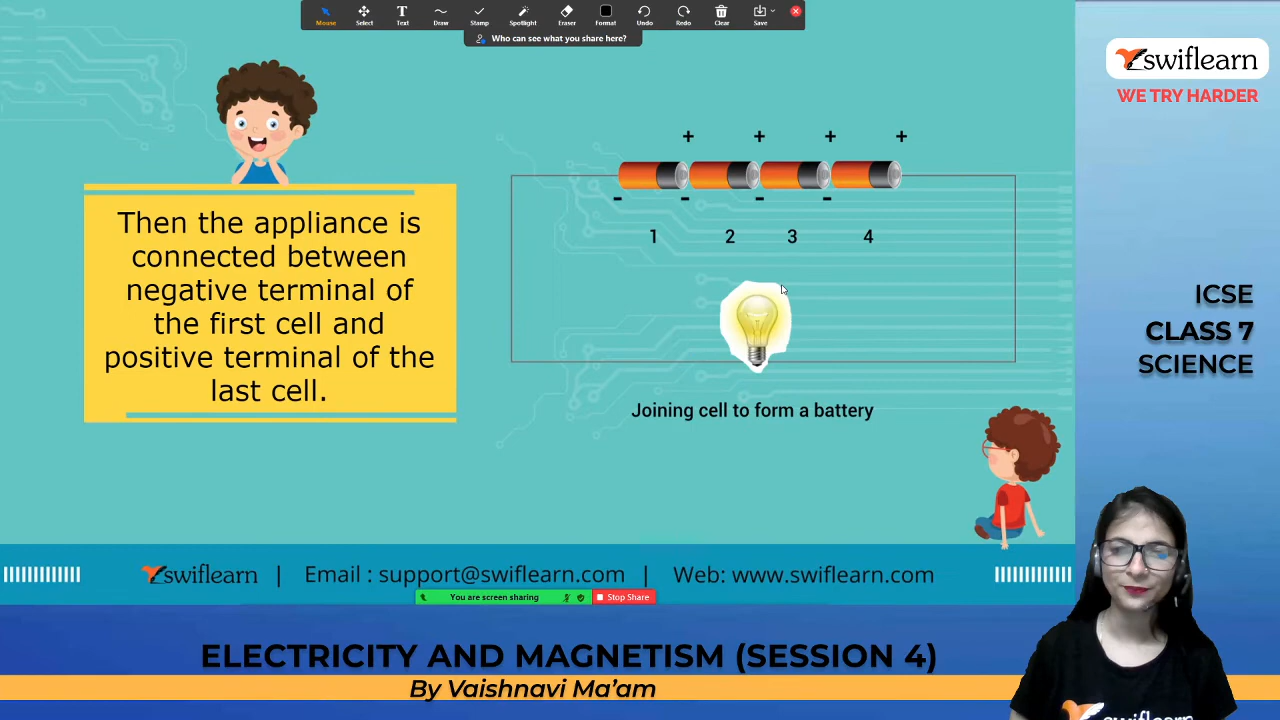 Mouse
Select
Text
Draw
Stamp
Spotlight
Eraser
Format
Undo
Redo
Clear
Save
Who can see what you share here?
swiflearn
WE TRY HARDER
Then the appliance is
connected between
negative terminal of
the first cell and
positive terminal of the
last cell.
+ + + +
- - - -
1 2 3 4
Joining cell to form a battery
ICSE
CLASS 7
SCIENCE
swiflearn | Email : support@swiflearn.com | Web: www.swiflearn.com
You are screen sharing
Stop Share
ELECTRICITY AND MAGNETISM (SESSION 4)
By Vaishnavi Ma'am
swiflearn